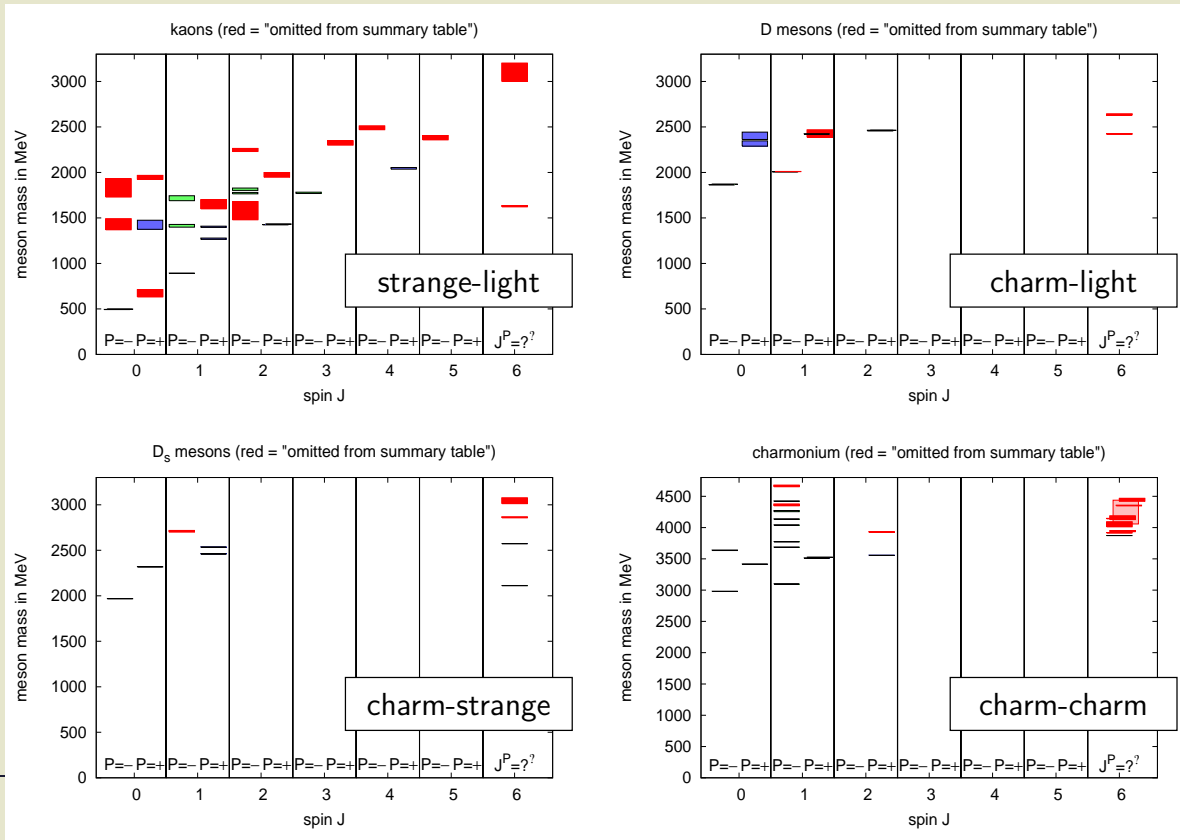 kaons (red = "omitted from summary table")
meson mass in MeV
3000
2500
2000
1500
1000
500
0
strange-light
P=− P=+ P=− P=+ P=− P=+ P=− P=+ P=− P=+ P=− P=+ J^P=?^?
0 1 2 3 4 5 6
spin J
D mesons (red = "omitted from summary table")
meson mass in MeV
3000
2500
2000
1500
1000
500
0
charm-light
P=− P=+ P=− P=+ P=− P=+ P=− P=+ P=− P=+ P=− P=+ J^P=?^?
0 1 2 3 4 5 6
spin J
D_s mesons (red = "omitted from summary table")
meson mass in MeV
3000
2500
2000
1500
1000
500
0
charm-strange
P=− P=+ P=− P=+ P=− P=+ P=− P=+ P=− P=+ P=− P=+ J^P=?^?
0 1 2 3 4 5 6
spin J
charmonium (red = "omitted from summary table")
meson mass in MeV
4500
4000
3500
3000
2500
2000
1500
1000
500
0
charm-charm
P=− P=+ P=− P=+ P=− P=+ P=− P=+ P=− P=+ P=− P=+ J^P=?^?
0 1 2 3 4 5 6
spin J